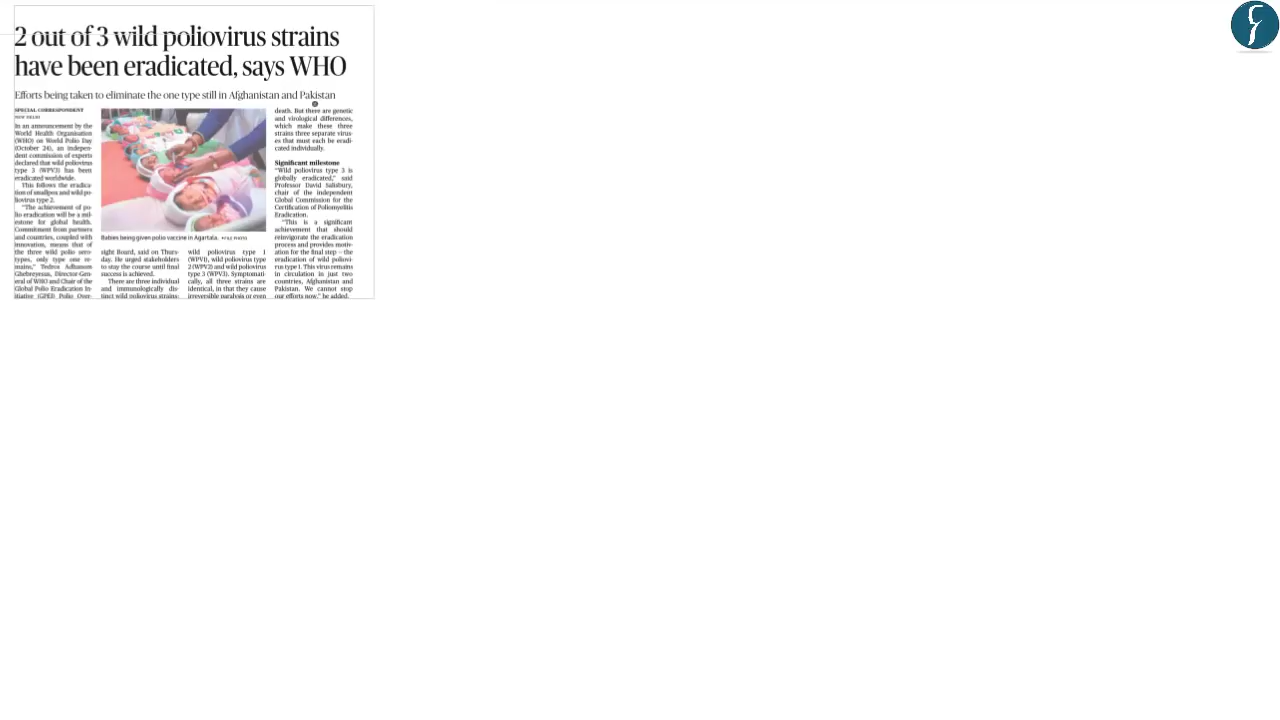 2 out of 3 wild poliovirus strains
have been eradicated, says WHO
Efforts being taken to eliminate the one type still in Afghanistan and Pakistan
SPECIAL CORRESPONDENT
NEW DELHI
In an announcement by the
World Health Organisation
(WHO) on World Polio Day
(October 24), an indepen-
dent commission of experts
declared that wild poliovirus
type 3 (WPV3) has been
eradicated worldwide.
This follows the eradica-
tion of smallpox and wild po-
liovirus type 2.
"The achievement of po-
lio eradication will be a mil-
estone for global health.
Commitment from partners
and countries, coupled with
innovation, means that of
the three wild polio sero-
types, only type one re-
mains," Tedros Adhanom
Ghebreyesus, Director-Gen-
eral of WHO and Chair of the
Global Polio Eradication In-
itiative (GPEI) Polio Over-
Babies being given polio vaccine in Agartala. FILE PHOTO
sight Board, said on Thurs-
day. He urged stakeholders
to stay the course until final
success is achieved.
There are three individual
and immunologically dis-
tinct wild poliovirus strains:
wild poliovirus type 1
(WPV1), wild poliovirus type
2 (WPV2) and wild poliovirus
type 3 (WPV3). Symptomati-
cally, all three strains are
identical, in that they cause
irreversible paralysis or even
death. But there are genetic
and virological differences,
which make these three
strains three separate virus-
es that must each be eradi-
cated individually.
Significant milestone
"Wild poliovirus type 3 is
globally eradicated," said
Professor David Salisbury,
chair of the independent
Global Commission for the
Certification of Poliomyelitis
Eradication.
"This is a significant
achievement that should
reinvigorate the eradication
process and provides motiv-
ation for the final step – the
eradication of wild poliovi-
rus type 1. This virus remains
in circulation in just two
countries, Afghanistan and
Pakistan. We cannot stop
our efforts now," he added.